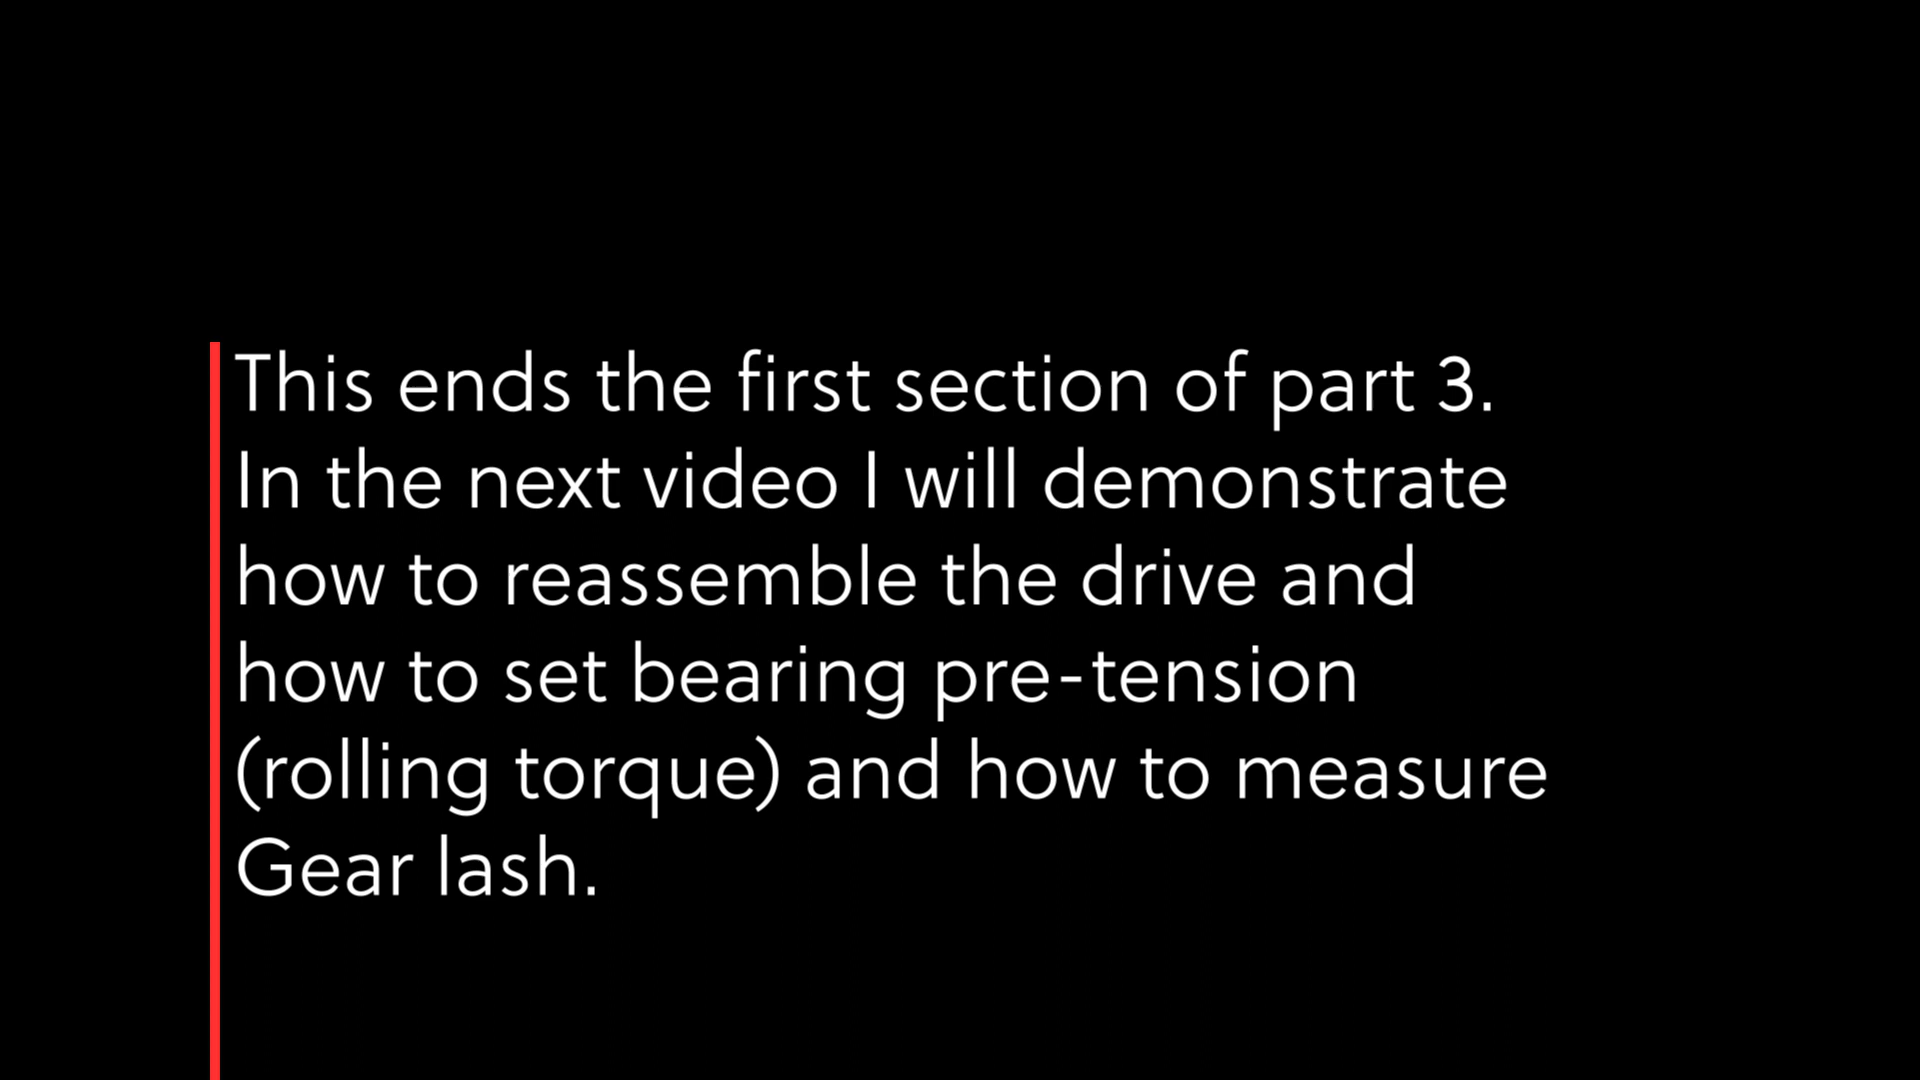 This ends the first section of part 3.
In the next video I will demonstrate
how to reassemble the drive and
how to set bearing pre-tension
(rolling torque) and how to measure
Gear lash.